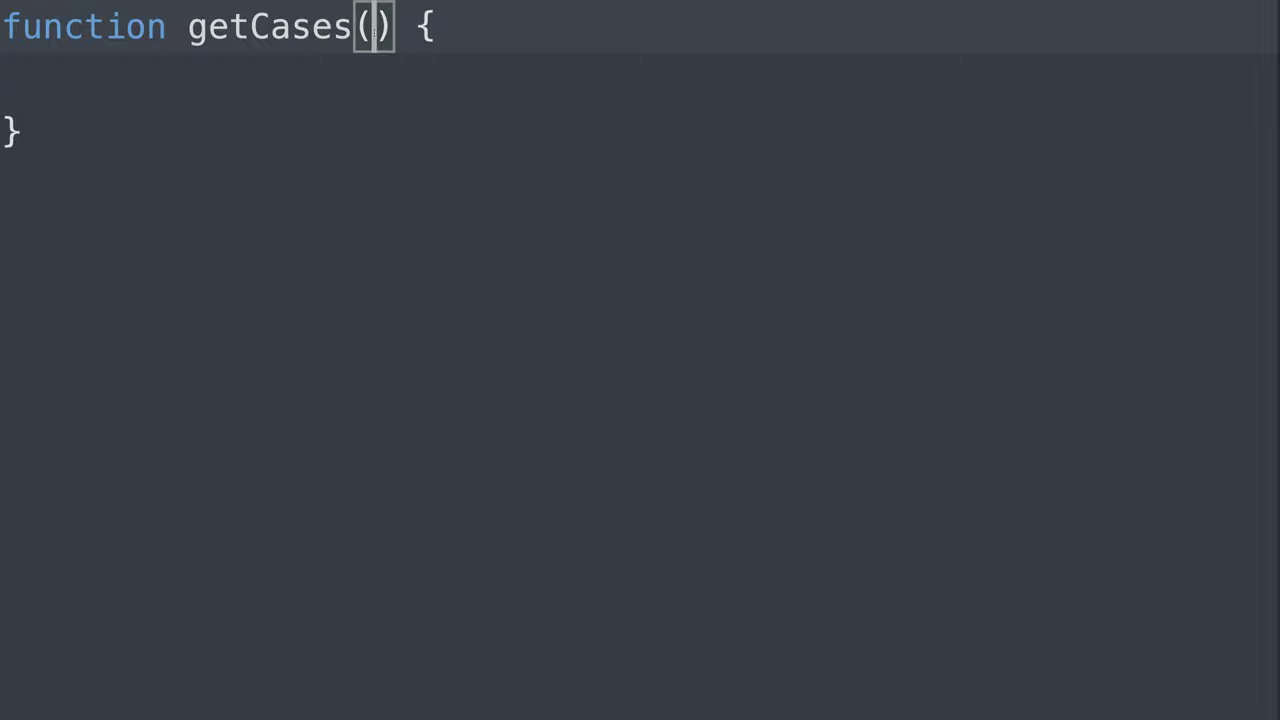 function getCases() {
}